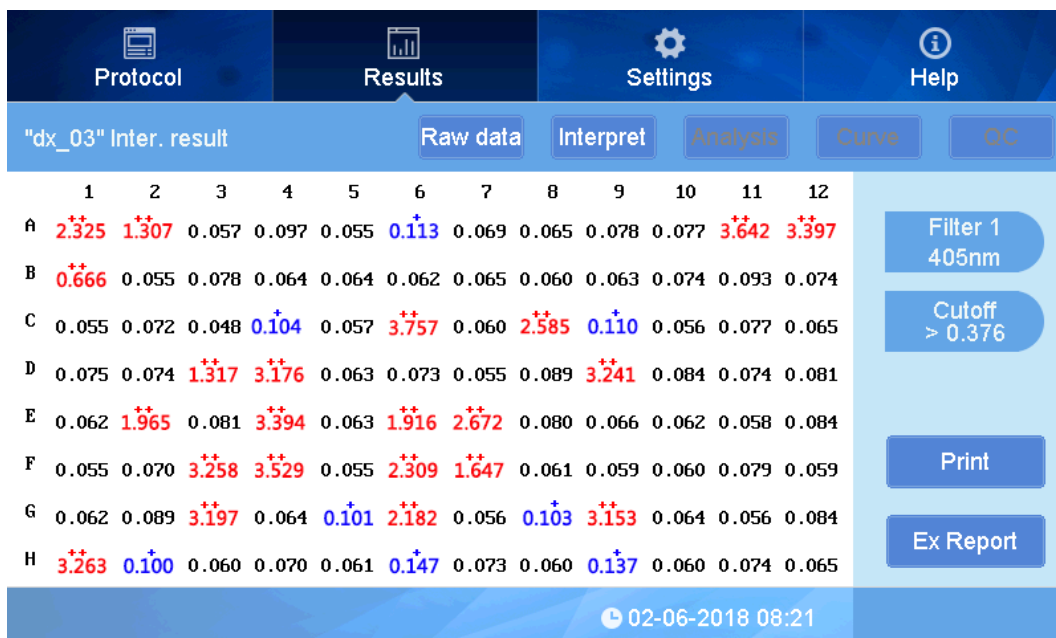 Protocol Results Settings Help
"dx_03" Inter. result Raw data Interpret Analysis Curve QC
1 2 3 4 5 6 7 8 9 10 11 12
++ ++ + ++ ++
A 2.325 1.307 0.057 0.097 0.055 0.113 0.069 0.065 0.078 0.077 3.642 3.397
++
B 0.666 0.055 0.078 0.064 0.064 0.062 0.065 0.060 0.063 0.074 0.093 0.074
+ ++ ++ +
C 0.055 0.072 0.048 0.104 0.057 3.757 0.060 2.585 0.110 0.056 0.077 0.065
++ ++ ++
D 0.075 0.074 1.317 3.176 0.063 0.073 0.055 0.089 3.241 0.084 0.074 0.081
++ ++ ++ ++
E 0.062 1.965 0.081 3.394 0.063 1.916 2.672 0.080 0.066 0.062 0.058 0.084
++ ++ ++ ++
F 0.055 0.070 3.258 3.529 0.055 2.309 1.647 0.061 0.059 0.060 0.079 0.059
++ + ++ + ++
G 0.062 0.089 3.197 0.064 0.101 2.182 0.056 0.103 3.153 0.064 0.056 0.084
++ + + +
H 3.263 0.100 0.060 0.070 0.061 0.147 0.073 0.060 0.137 0.060 0.074 0.065
Filter 1
405nm
Cutoff
> 0.376
Print
Ex Report
02-06-2018 08:21